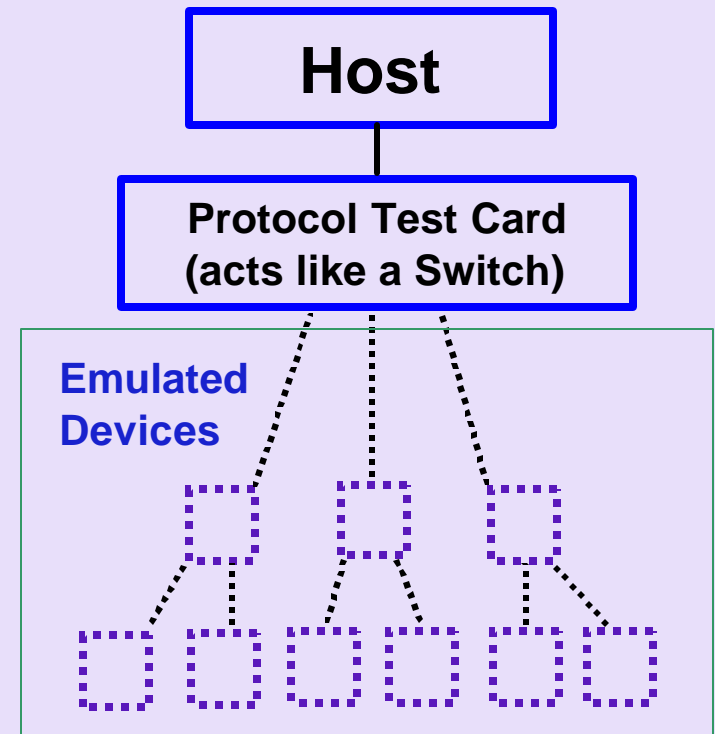 Host
Protocol Test Card
(acts like a Switch)
Emulated
Devices